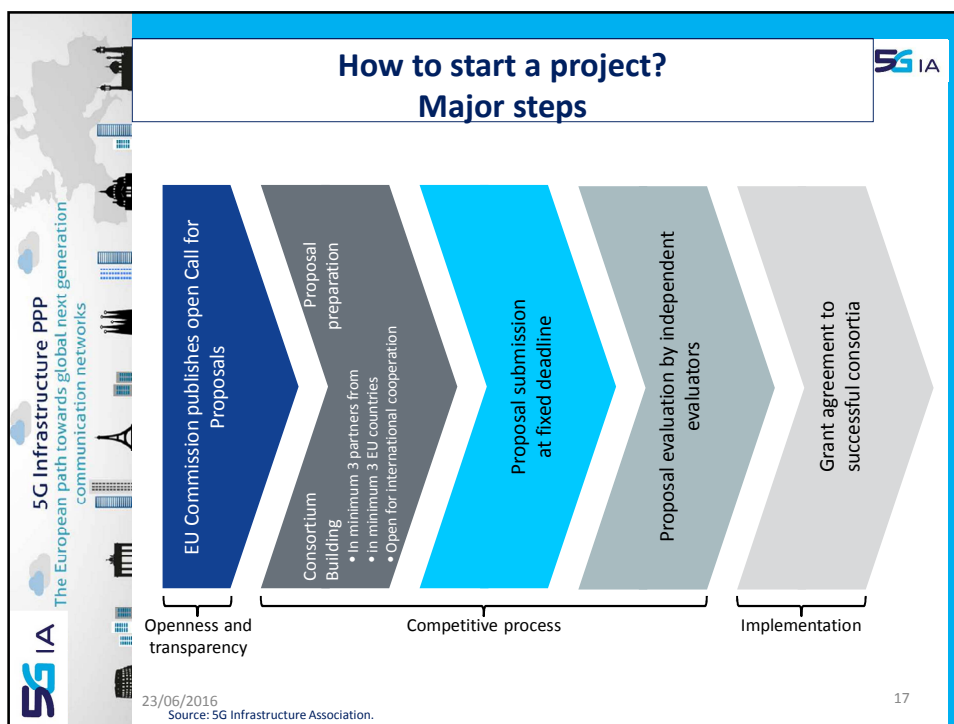 How to start a project?
Major steps
5G IA
5G Infrastructure PPP
The European path towards global next generation
communication networks
5G IA
EU Commission publishes open Call for
Proposals
Consortium
Building
• In minimum 3 partners from
• in minimum 3 EU countries
• Open for international cooperation
Proposal
preparation
Proposal submission
at fixed deadline
Proposal evaluation by independent
evaluators
Grant agreement to
successful consortia
Openness and
transparency
Competitive process
Implementation
23/06/2016
Source: 5G Infrastructure Association.
17